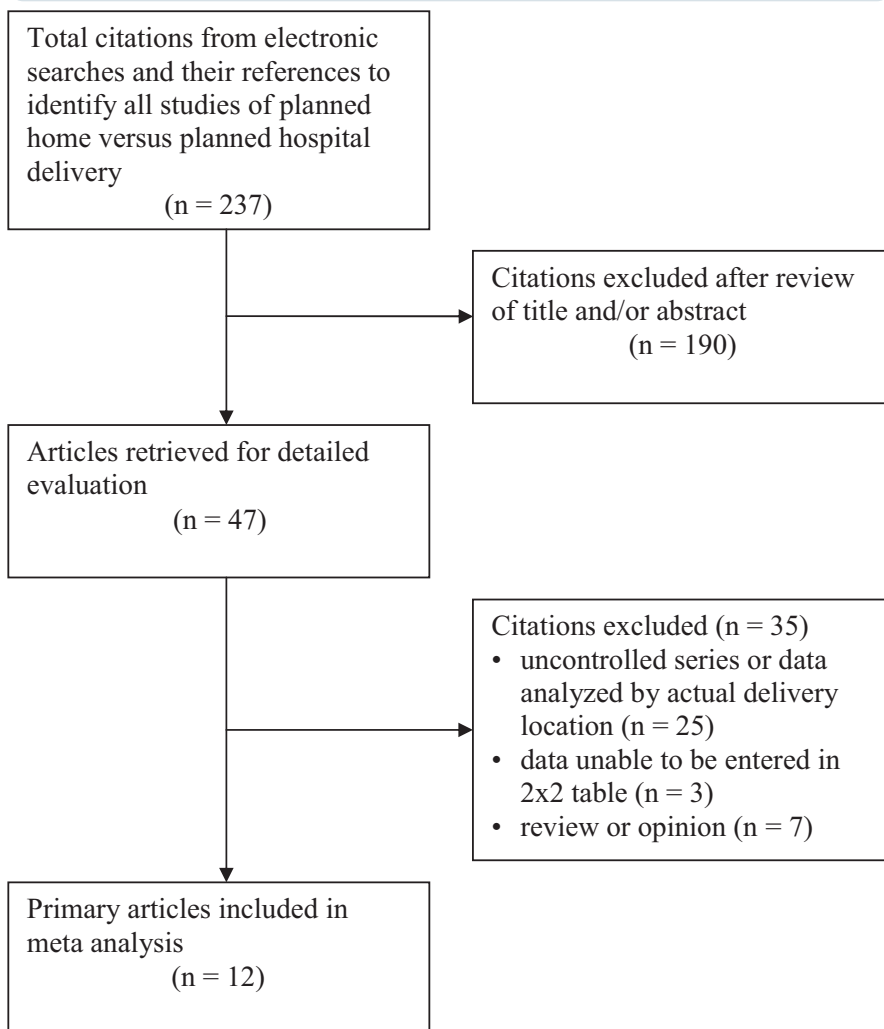 Total citations from electronic
searches and their references to
identify all studies of planned
home versus planned hospital
delivery
(n = 237)
Citations excluded after review
of title and/or abstract
(n = 190)
Articles retrieved for detailed
evaluation
(n = 47)
Citations excluded (n = 35)
• uncontrolled series or data
analyzed by actual delivery
location (n = 25)
• data unable to be entered in
2x2 table (n = 3)
• review or opinion (n = 7)
Primary articles included in
meta analysis
(n = 12)